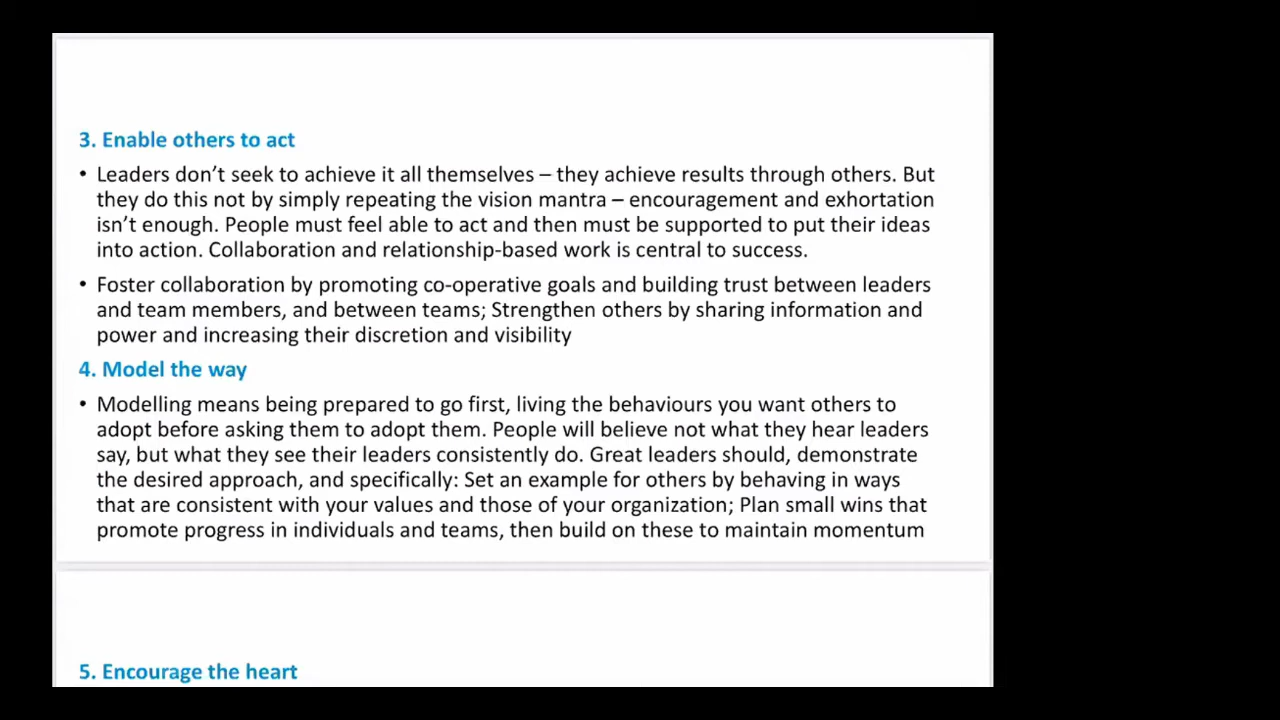 3. Enable others to act
• Leaders don’t seek to achieve it all themselves – they achieve results through others. But
they do this not by simply repeating the vision mantra – encouragement and exhortation
isn’t enough. People must feel able to act and then must be supported to put their ideas
into action. Collaboration and relationship-based work is central to success.
• Foster collaboration by promoting co-operative goals and building trust between leaders
and team members, and between teams; Strengthen others by sharing information and
power and increasing their discretion and visibility
4. Model the way
• Modelling means being prepared to go first, living the behaviours you want others to
adopt before asking them to adopt them. People will believe not what they hear leaders
say, but what they see their leaders consistently do. Great leaders should, demonstrate
the desired approach, and specifically: Set an example for others by behaving in ways
that are consistent with your values and those of your organization; Plan small wins that
promote progress in individuals and teams, then build on these to maintain momentum
5. Encourage the heart